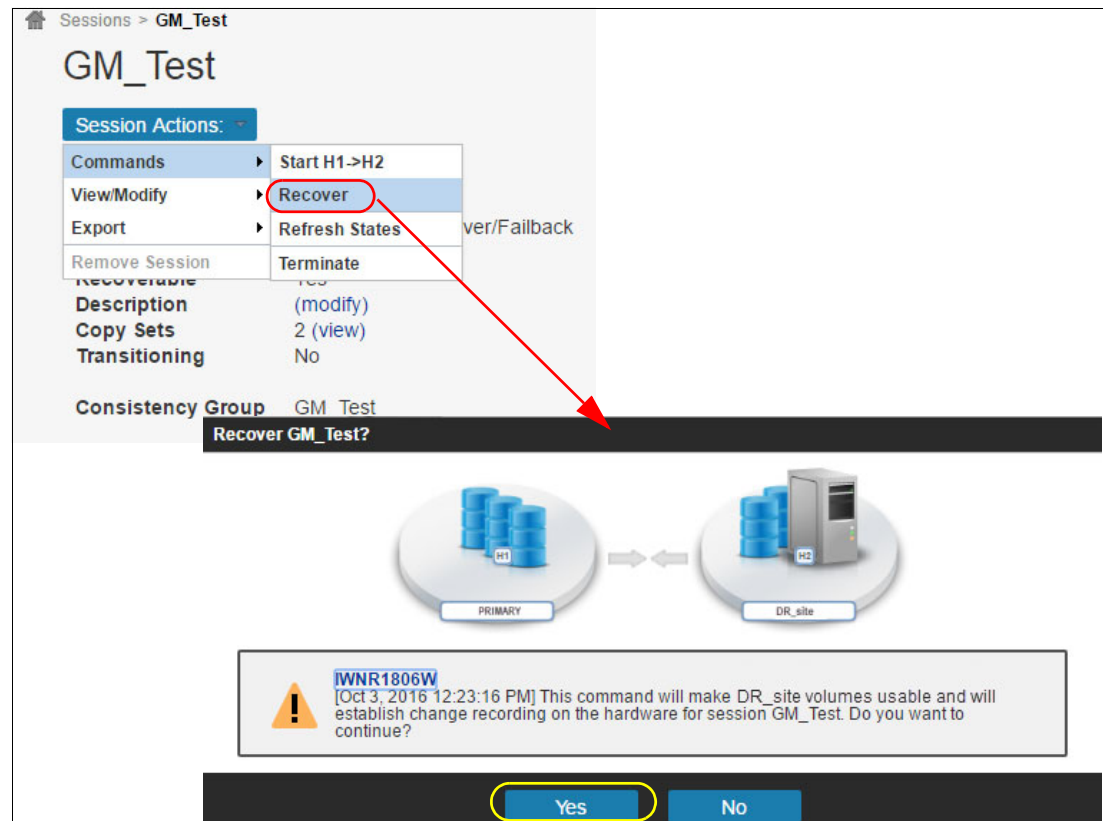 Sessions > GM_Test
GM_Test
Session Actions:
Commands
Start H1->H2
View/Modify
Recover
Export
Refresh States
ver/Failback
Remove Session
Terminate
Recoverable Yes
Description (modify)
Copy Sets 2 (view)
Transitioning No
Consistency Group GM_Test
Recover GM_Test?
H1
H2
PRIMARY
DR_site
IWNR1806W
[Oct 3, 2016 12:23:16 PM] This command will make DR_site volumes usable and will
establish change recording on the hardware for session GM_Test. Do you want to
continue?
Yes
No